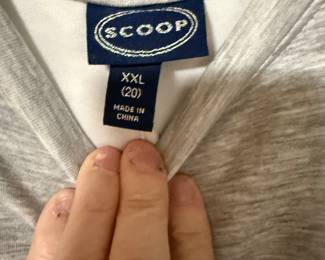 SCOOP
XXL
(20)
MADE IN
CHINA